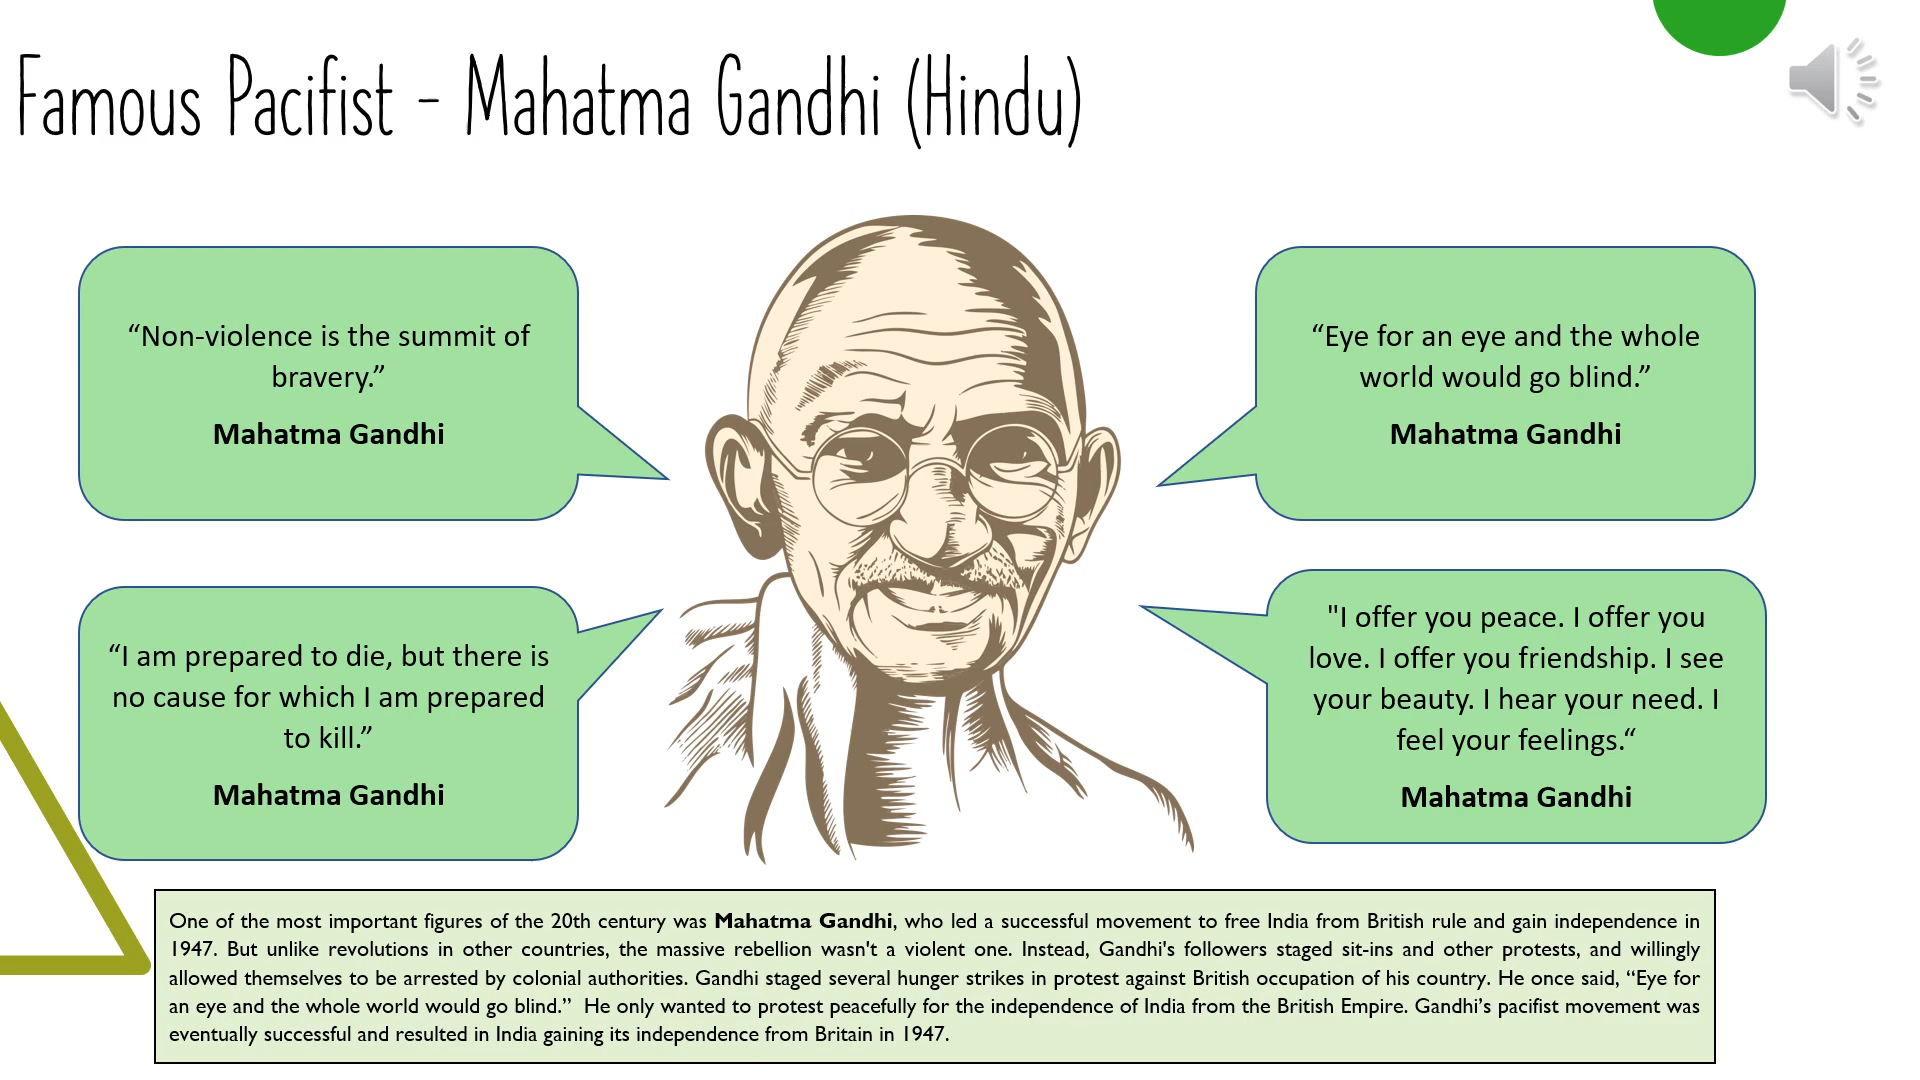 Famous Pacifist - Mahatma Gandhi (Hindu)
“Non-violence is the summit of
bravery.”
Mahatma Gandhi
“Eye for an eye and the whole
world would go blind.”
Mahatma Gandhi
“I am prepared to die, but there is
no cause for which I am prepared
to kill.”
Mahatma Gandhi
"I offer you peace. I offer you
love. I offer you friendship. I see
your beauty. I hear your need. I
feel your feelings.“
Mahatma Gandhi
One of the most important figures of the 20th century was Mahatma Gandhi, who led a successful movement to free India from British rule and gain independence in
1947. But unlike revolutions in other countries, the massive rebellion wasn't a violent one. Instead, Gandhi's followers staged sit-ins and other protests, and willingly
allowed themselves to be arrested by colonial authorities. Gandhi staged several hunger strikes in protest against British occupation of his country. He once said, “Eye for
an eye and the whole world would go blind.” He only wanted to protest peacefully for the independence of India from the British Empire. Gandhi’s pacifist movement was
eventually successful and resulted in India gaining its independence from Britain in 1947.